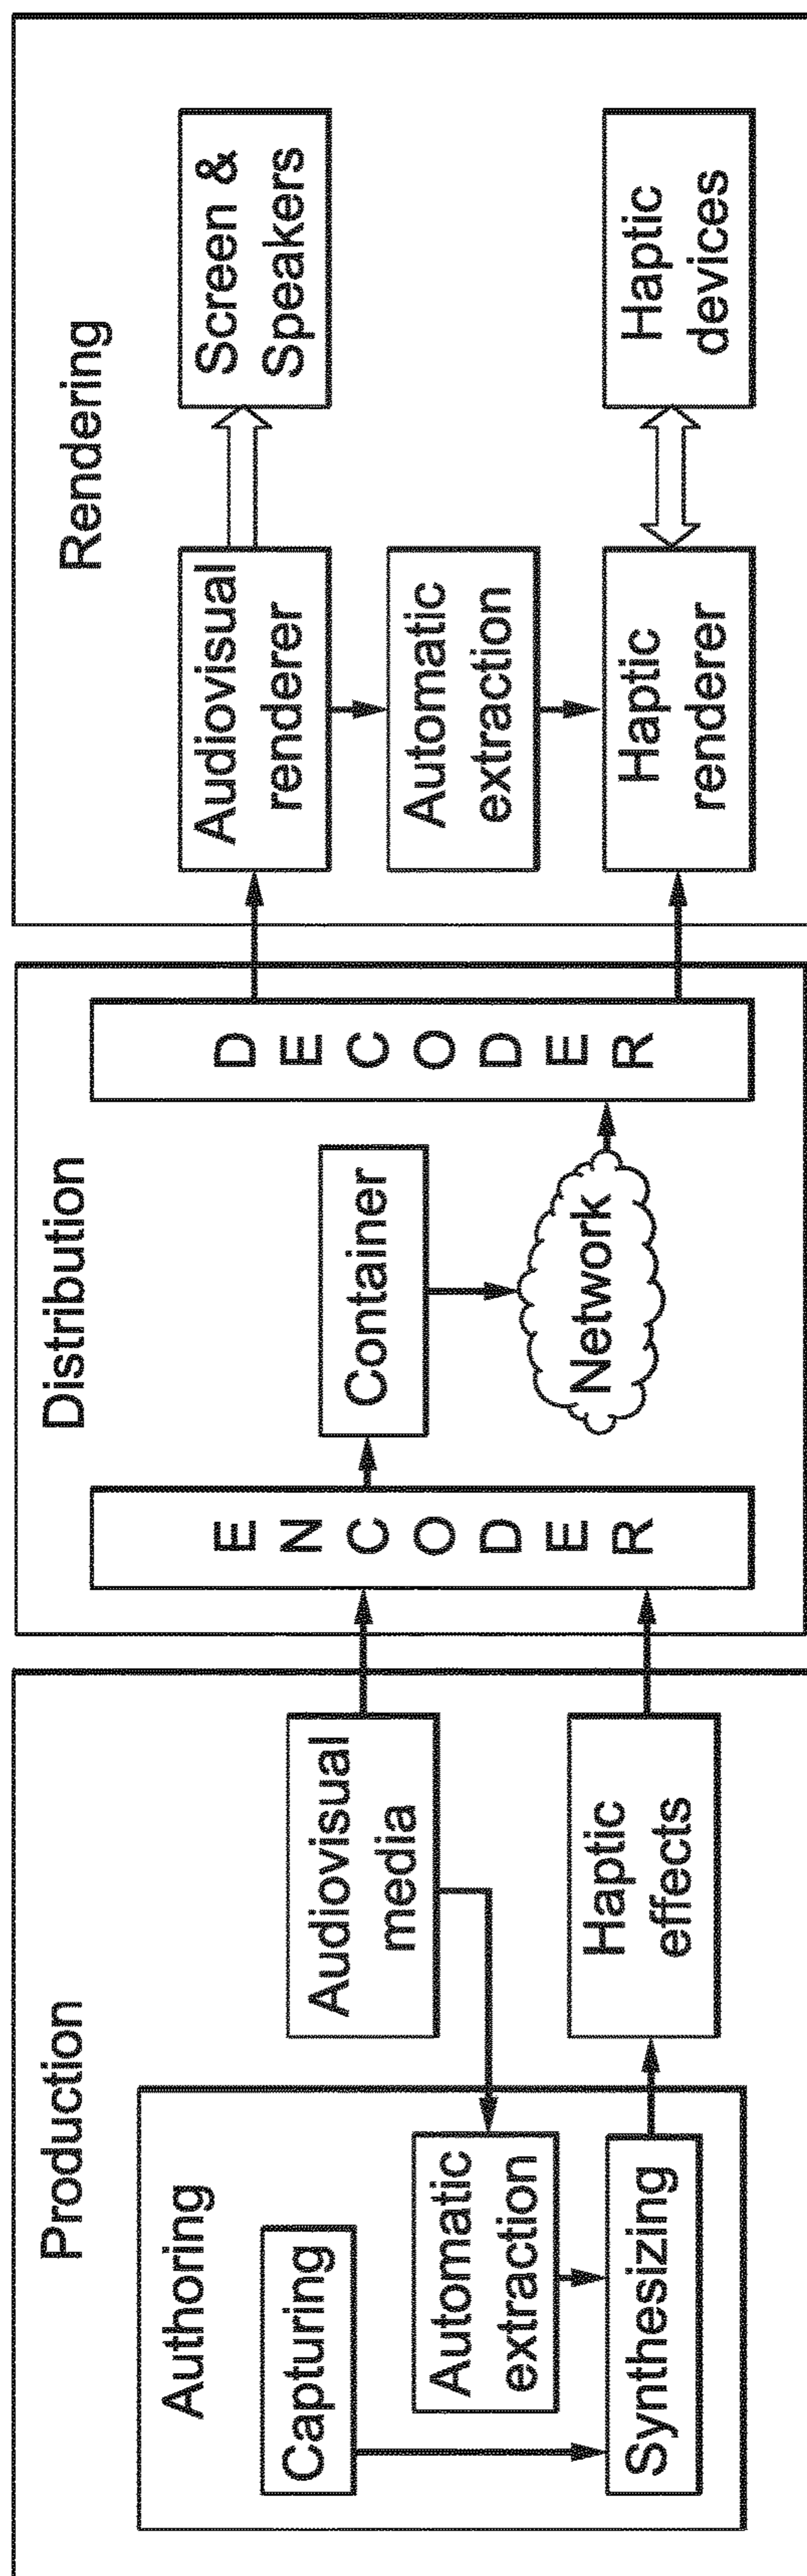 Production
Authoring
Capturing
Automatic
extraction
Synthesizing
Audiovisual
media
Haptic
effects
Distribution
ENCODER
Container
Network
DECODER
Rendering
Audiovisual
renderer
Automatic
extraction
Haptic
renderer
Screen &
Speakers
Haptic
devices